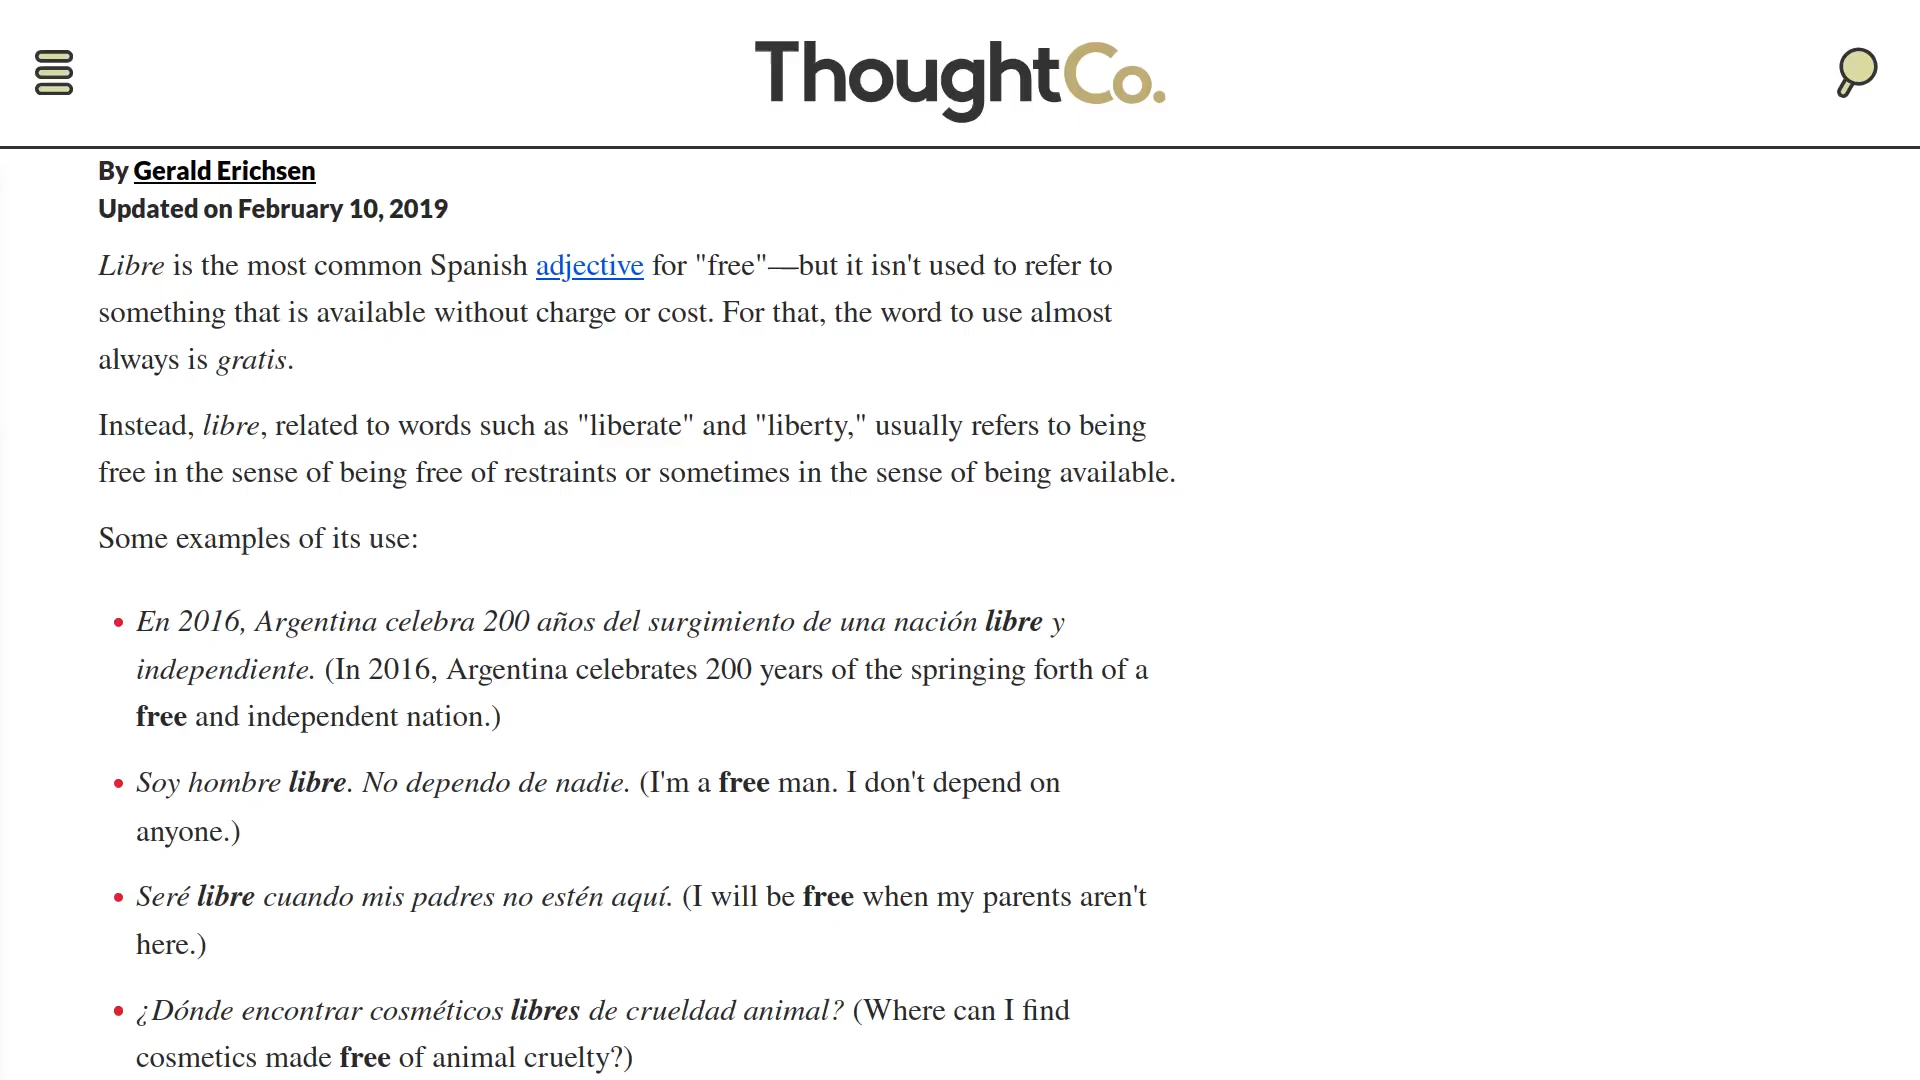 ThoughtCo.
By Gerald Erichsen
Updated on February 10, 2019
Libre is the most common Spanish adjective for "free"—but it isn't used to refer to
something that is available without charge or cost. For that, the word to use almost
always is gratis.
Instead, libre, related to words such as "liberate" and "liberty," usually refers to being
free in the sense of being free of restraints or sometimes in the sense of being available.
Some examples of its use:
• En 2016, Argentina celebra 200 años del surgimiento de una nación libre y
independiente. (In 2016, Argentina celebrates 200 years of the springing forth of a
free and independent nation.)
• Soy hombre libre. No dependo de nadie. (I'm a free man. I don't depend on
anyone.)
• Seré libre cuando mis padres no estén aquí. (I will be free when my parents aren't
here.)
• ¿Dónde encontrar cosméticos libres de crueldad animal? (Where can I find
cosmetics made free of animal cruelty?)